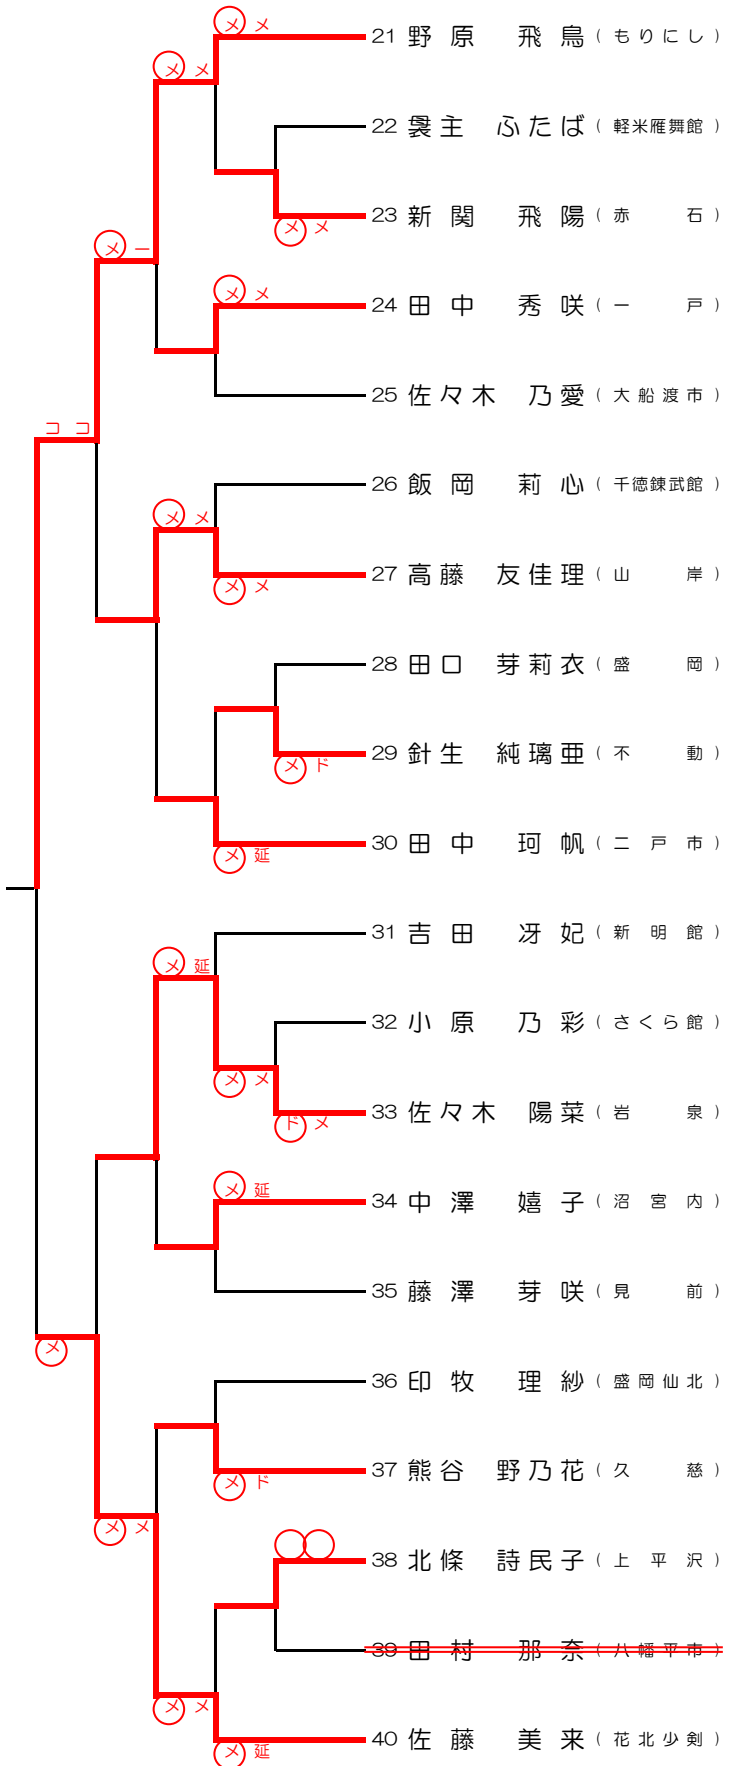 メ メ
21 野原 飛鳥 (もりにし)
メ メ
22 袰主 ふたば (軽米雁舞館)
23 新関 飛陽 (赤石)
メ メ
メ 一
メ メ
24 田中 秀咲 (一戸)
25 佐々木 乃愛 (大船渡市)
コ コ
26 飯岡 莉心 (千徳錬武館)
メ メ
27 高藤 友佳理 (山岸)
メ メ
28 田口 芽莉衣 (盛岡)
29 針生 純璃亜 (不動)
メ ド
30 田中 珂帆 (二戸市)
メ 延
31 吉田 冴妃 (新明館)
メ 延
32 小原 乃彩 (さくら館)
メ メ
33 佐々木 陽菜 (岩泉)
ド メ
メ 延
34 中澤 嬉子 (沼宮内)
35 藤澤 芽咲 (見前)
メ
36 印牧 理紗 (盛岡仙北)
37 熊谷 野乃花 (久慈)
メ ド
メ メ
38 北條 詩民子 (上平沢)
39 田村 那奈 (八幡平市)
メ メ
40 佐藤 美来 (花北少剣)
メ 延